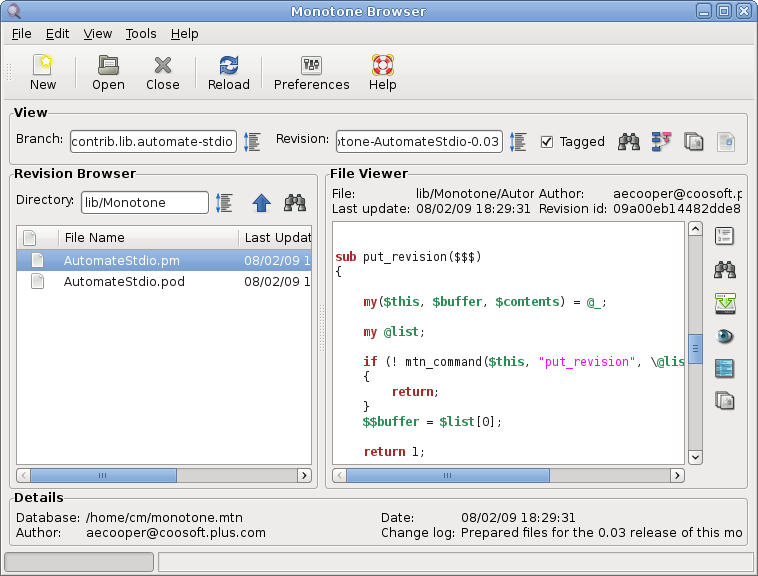 Monotone Browser
File Edit View Tools Help
New Open Close Reload Preferences Help
View
Branch: contrib.lib.automate-stdio Revision: otone-AutomateStdio-0.03 Tagged
Revision Browser
Directory: lib/Monotone
File Name Last Updat
AutomateStdio.pm 08/02/09 1
AutomateStdio.pod 08/02/09 1
File Viewer
File: lib/Monotone/Autor Author: aecooper@coosoft.p
Last update: 08/02/09 18:29:31 Revision id: 09a00eb14482dde8
sub put_revision($$$)
{
my($this, $buffer, $contents) = @_;
my @list;
if (! mtn_command($this, "put_revision", \@lis
{
return;
}
$$buffer = $list[0];
return 1;
Details
Database: /home/cm/monotone.mtn Date: 08/02/09 18:29:31
Author: aecooper@coosoft.plus.com Change log: Prepared files for the 0.03 release of this mo